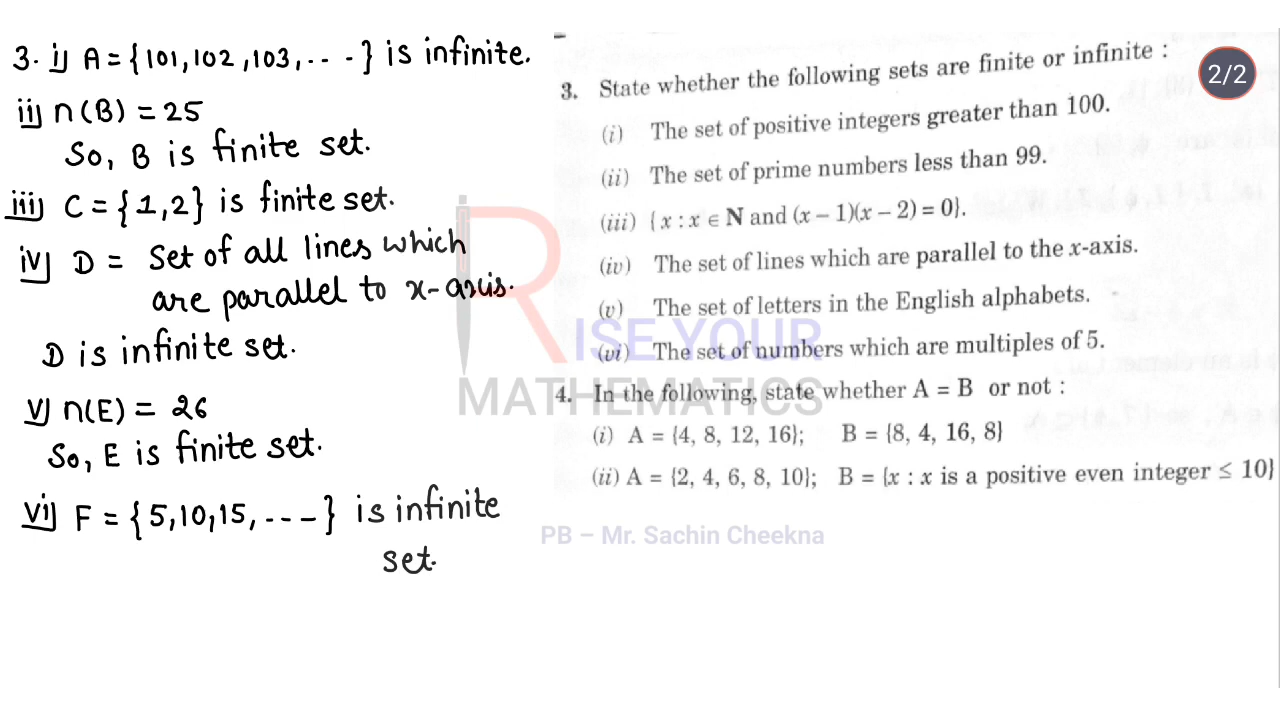 3. i) A = {101, 102, 103, ...} is infinite.
ii) n(B) = 25
So, B is finite set.
iii) C = {1, 2} is finite set.
iv) D = Set of all lines which
are parallel to x-axis.
D is infinite set.
v) n(E) = 26
So, E is finite set.
vi) F = {5, 10, 15, ---} is infinite
set.
2/2
3. State whether the following sets are finite or infinite :
(i) The set of positive integers greater than 100.
(ii) The set of prime numbers less than 99.
(iii) {x : x ∈ N and (x – 1)(x – 2) = 0}.
(iv) The set of lines which are parallel to the x-axis.
(v) The set of letters in the English alphabets.
(vi) The set of numbers which are multiples of 5.
4. In the following, state whether A = B or not :
(i) A = {4, 8, 12, 16}; B = {8, 4, 16, 8}
(ii) A = {2, 4, 6, 8, 10}; B = {x : x is a positive even integer ≤ 10}
RISE YOUR
MATHEMATICS
PB – Mr. Sachin Cheekna